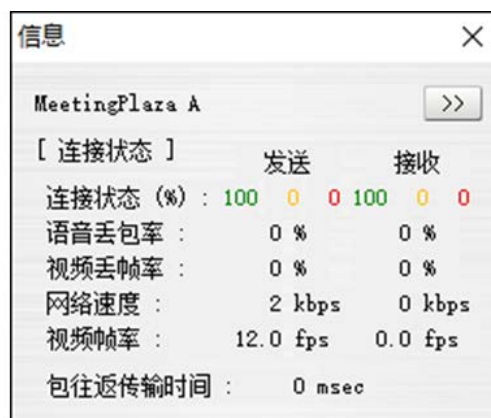 信息
MeetingPlaza A >>
[ 连接状态 ] 发送 接收
连接状态 (%) : 100 0 0 100 0 0
语音丢包率 : 0 % 0 %
视频丢帧率 : 0 % 0 %
网络速度 : 2 kbps 0 kbps
视频帧率 : 12.0 fps 0.0 fps
包往返传输时间 : 0 msec